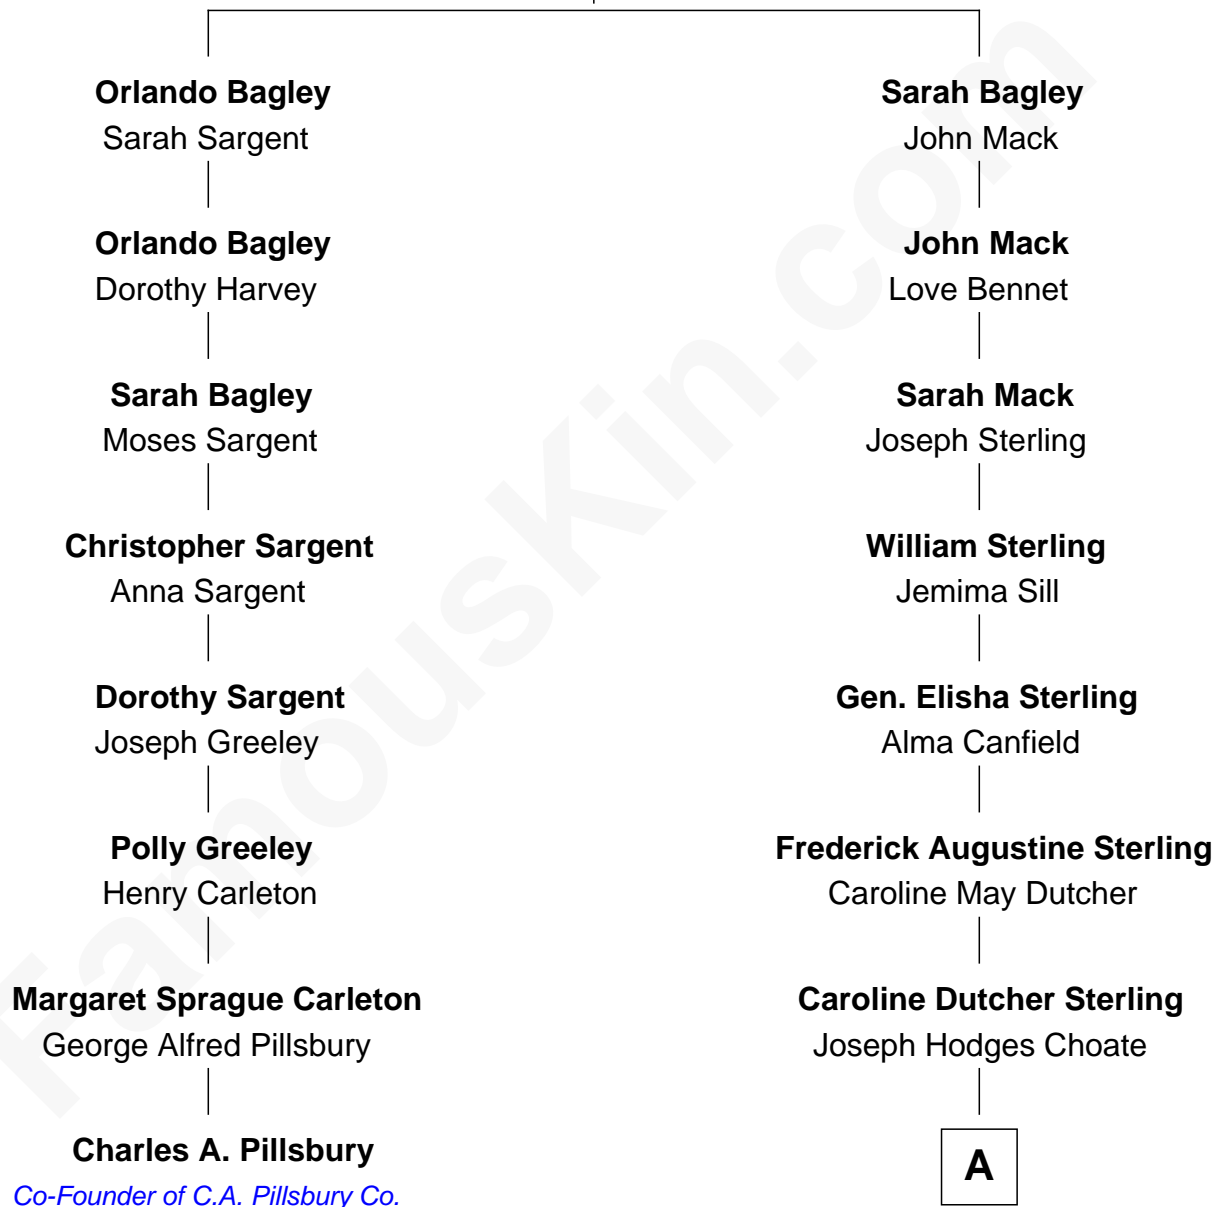 Orlando Bagley
Sarah Sargent
Orlando Bagley
Dorothy Harvey
Sarah Bagley
Moses Sargent
Christopher Sargent
Anna Sargent
Dorothy Sargent
Joseph Greeley
Polly Greeley
Henry Carleton
Margaret Sprague Carleton
George Alfred Pillsbury
Charles A. Pillsbury
Co-Founder of C.A. Pillsbury Co.
Sarah Bagley
John Mack
John Mack
Love Bennet
Sarah Mack
Joseph Sterling
William Sterling
Jemima Sill
Gen. Elisha Sterling
Alma Canfield
Frederick Augustine Sterling
Caroline May Dutcher
Caroline Dutcher Sterling
Joseph Hodges Choate
A
FamousKin.com